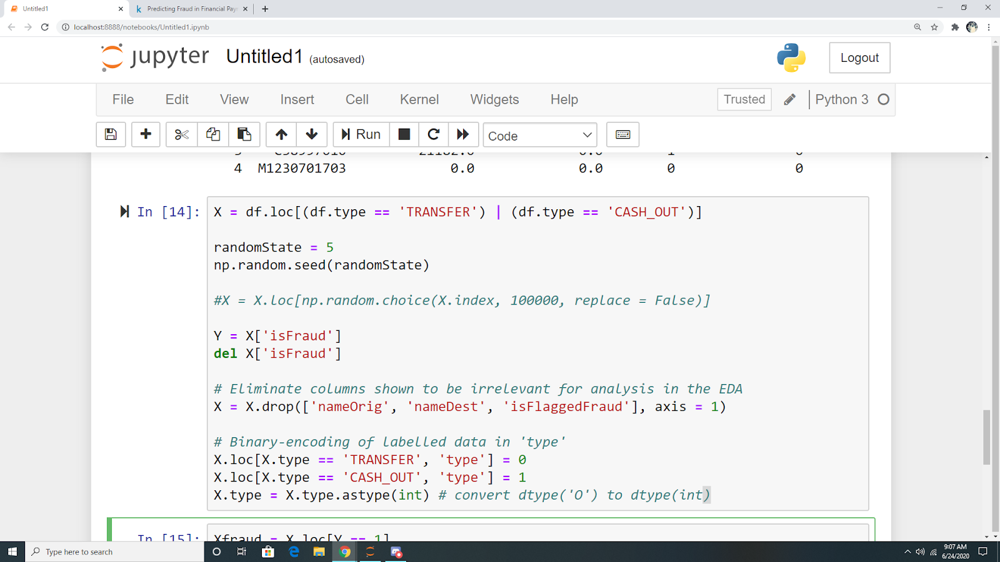 Untitled1
Predicting Fraud in Financial Pay
localhost:8888/notebooks/Untitled1.ipynb
jupyter Untitled1 (autosaved)
Logout
File Edit View Insert Cell Kernel Widgets Help
Trusted
Python 3
Run
Code
4 M1230701703 0.0 0.0 0 0
In [14]: X = df.loc[(df.type == 'TRANSFER') | (df.type == 'CASH_OUT')]
randomState = 5
np.random.seed(randomState)
#X = X.loc[np.random.choice(X.index, 100000, replace = False)]
Y = X['isFraud']
del X['isFraud']
# Eliminate columns shown to be irrelevant for analysis in the EDA
X = X.drop(['nameOrig', 'nameDest', 'isFlaggedFraud'], axis = 1)
# Binary-encoding of labelled data in 'type'
X.loc[X.type == 'TRANSFER', 'type'] = 0
X.loc[X.type == 'CASH_OUT', 'type'] = 1
X.type = X.type.astype(int) # convert dtype('O') to dtype(int)
In [15]: Xfraud = X.loc[Y == 1]
Type here to search
9:07 AM
6/24/2020